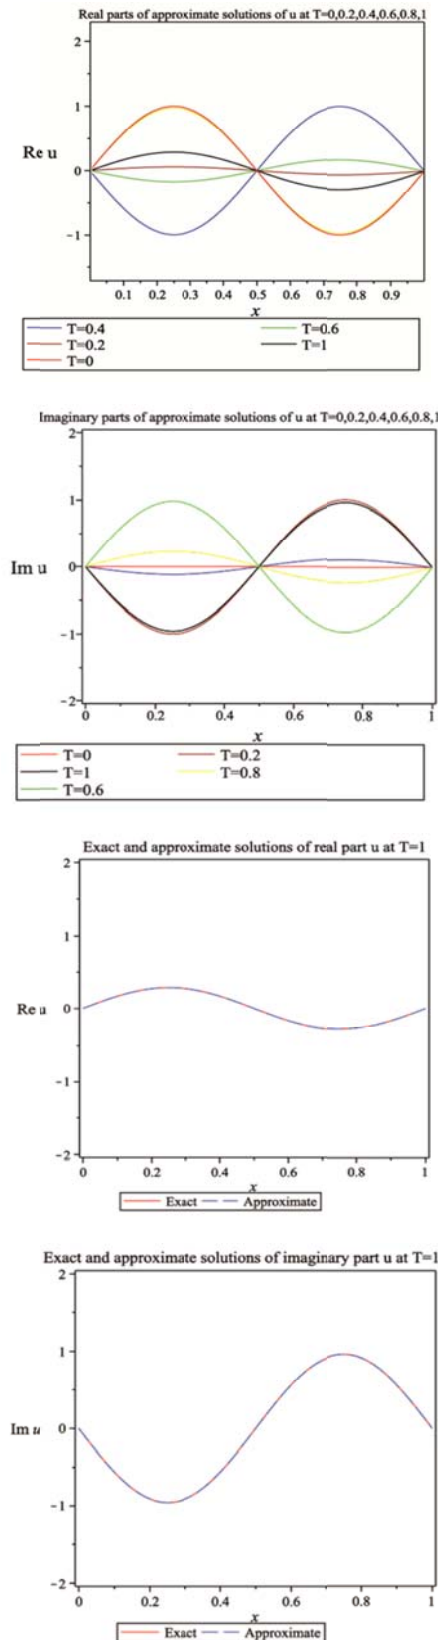 Real parts of approximate solutions of u at T=0,0.2,0.4,0.6,0.8,1
2
1
Re u
0
−1
0.1 0.2 0.3 0.4 0.5 0.6 0.7 0.8 0.9
x
T=0.4 T=0.6
T=0.2 T=1
T=0
Imaginary parts of approximate solutions of u at T=0,0.2,0.4,0.6,0.8,1
2
1
Im u
0
−1
−2
0 0.2 0.4 0.6 0.8 1
x
T=0 T=0.2
T=1 T=0.8
T=0.6
Exact and approximate solutions of real part u at T=1
2
1
Re u
0
−1
−2
0 0.2 0.4 0.6 0.8 1
x
Exact Approximate
Exact and approximate solutions of imaginary part u at T=1
2
1
Im u
0
−1
−2
0 0.2 0.4 0.6 0.8 1
x
Exact Approximate